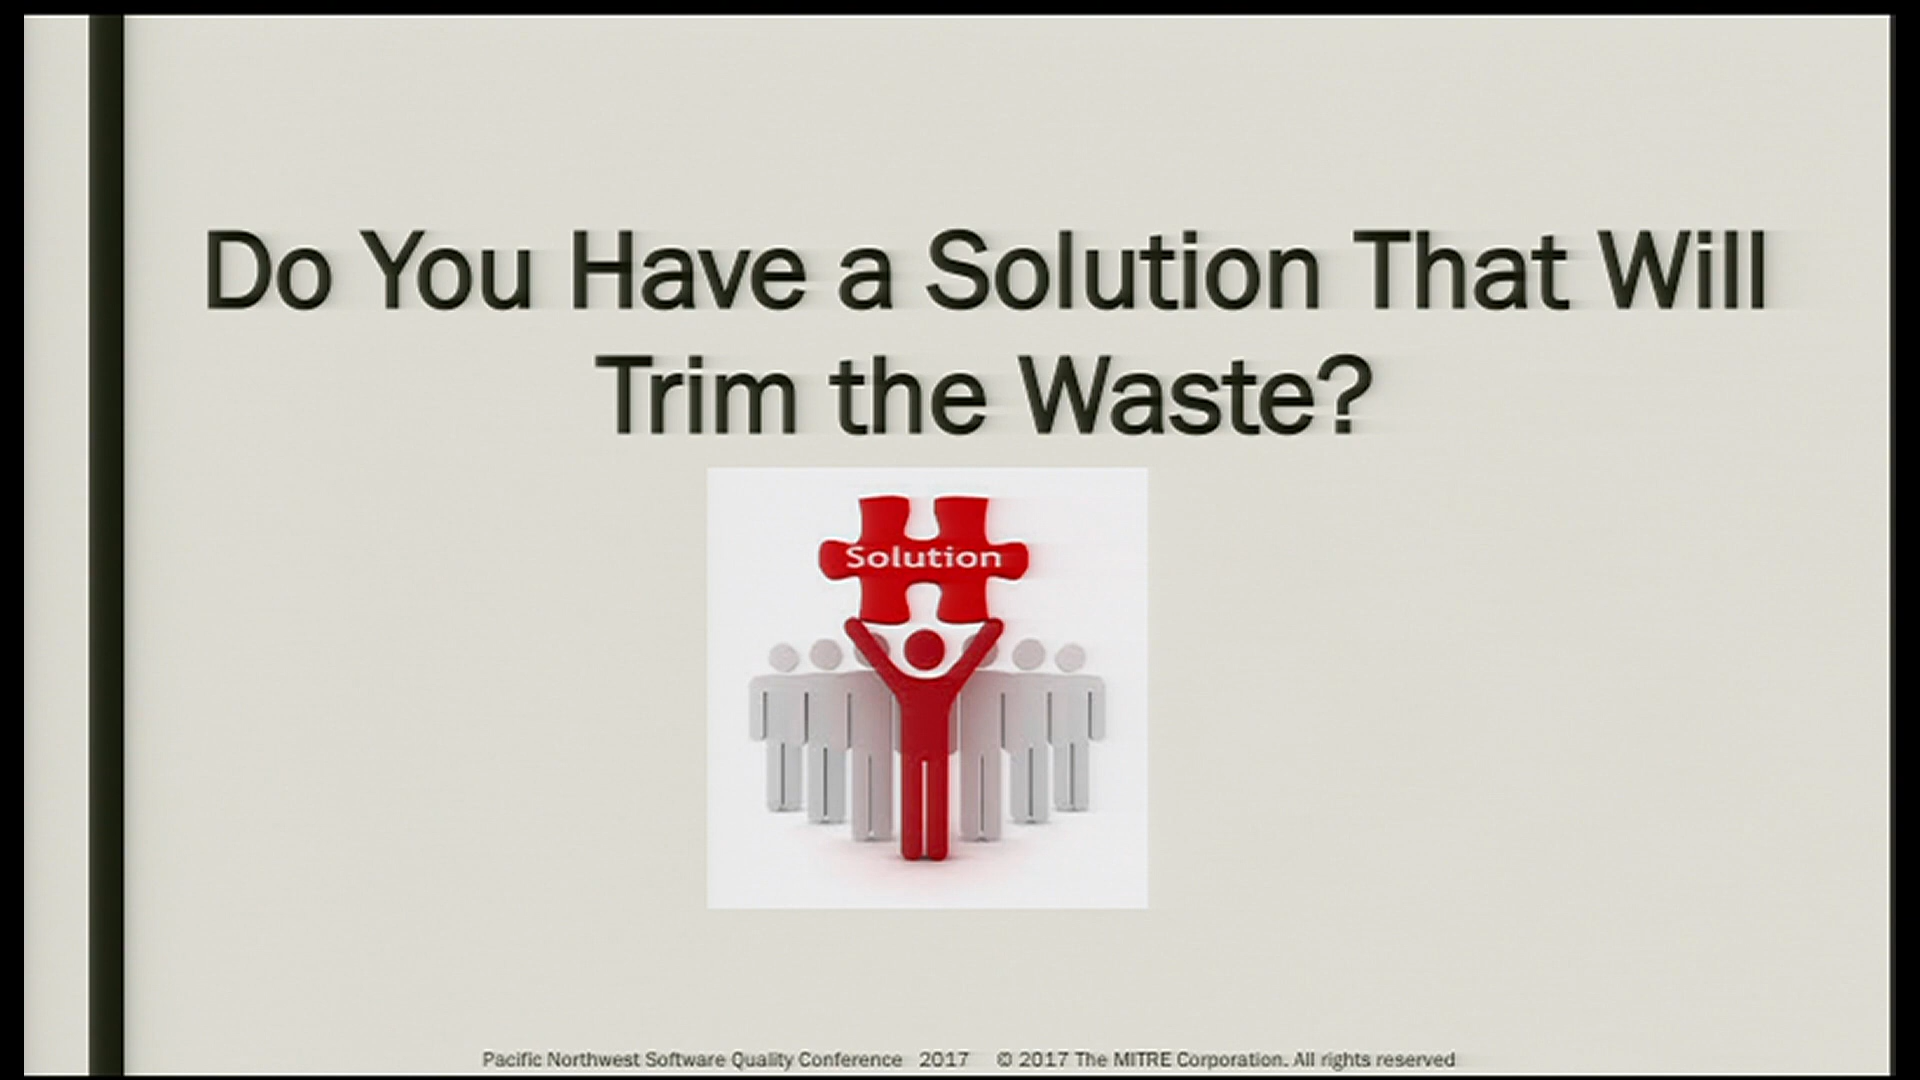 Do You Have a Solution That Will
Trim the Waste?
Solution
Pacific Northwest Software Quality Conference 2017 © 2017 The MITRE Corporation. All rights reserved